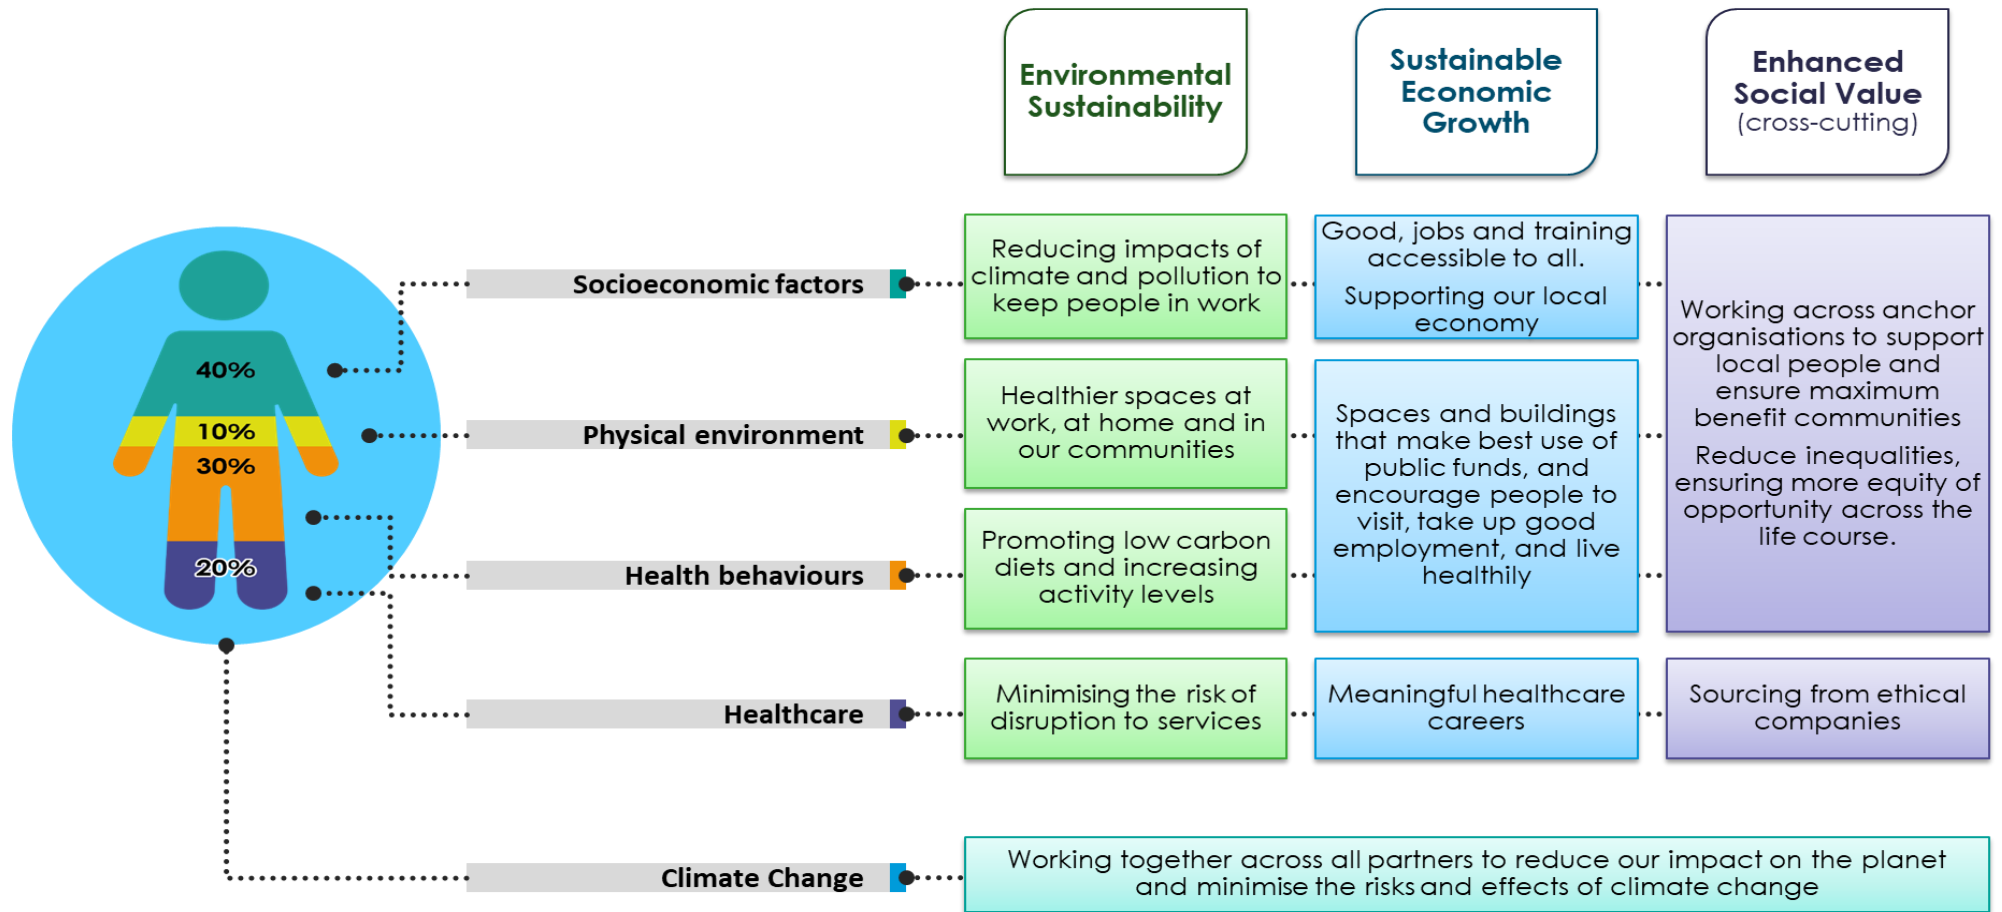 Environmental
Sustainability
Sustainable
Economic
Growth
Enhanced
Social Value
(cross-cutting)
40%
10%
30%
20%
Socioeconomic factors
Reducing impacts of
climate and pollution to
keep people in work
Good, jobs and training
accessible to all.
Supporting our local
economy
Working across anchor
organisations to support
local people and
ensure maximum
benefit communities
Reduce inequalities,
ensuring more equity of
opportunity across the
life course.
Physical environment
Healthier spaces at
work, at home and in
our communities
Spaces and buildings
that make best use of
public funds, and
encourage people to
visit, take up good
employment, and live
healthily
Health behaviours
Promoting low carbon
diets and increasing
activity levels
Healthcare
Minimising the risk of
disruption to services
Meaningful healthcare
careers
Sourcing from ethical
companies
Climate Change
Working together across all partners to reduce our impact on the planet
and minimise the risks and effects of climate change